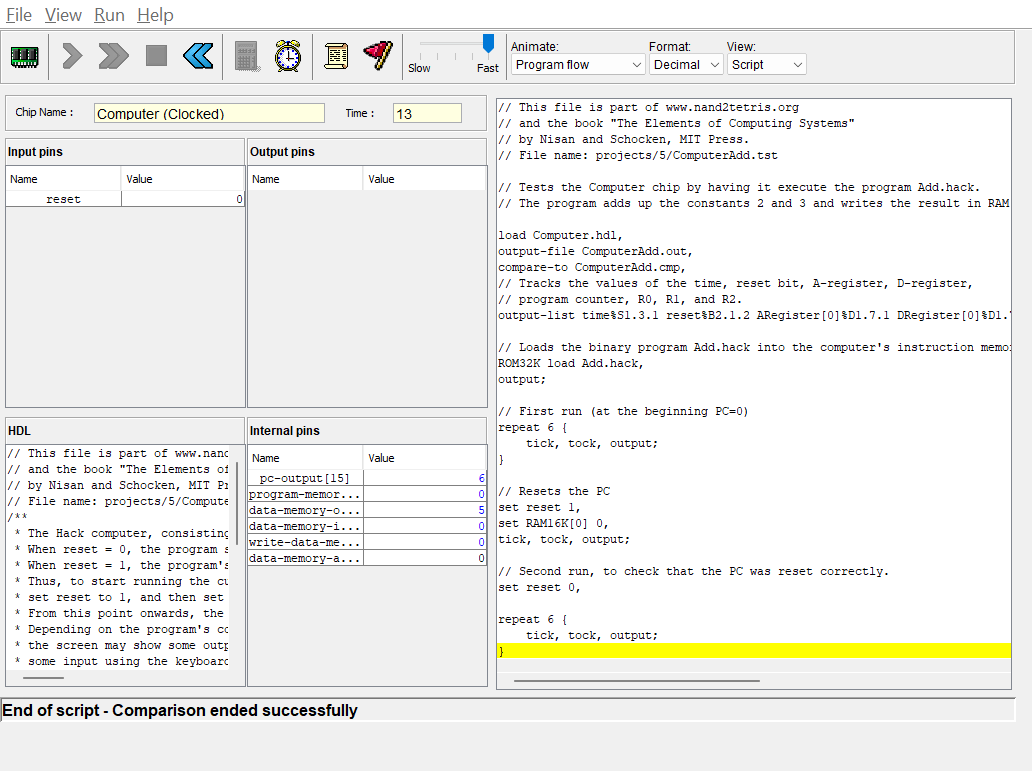 File View Run Help
Slow Fast
Animate: Format: View:
Program flow Decimal Script
Chip Name : Computer (Clocked) Time : 13
Input pins
Name Value
reset 0
Output pins
Name Value
HDL
// This file is part of www.nand
// and the book "The Elements of
// by Nisan and Schocken, MIT Pr
// File name: projects/5/Compute
/**
* The Hack computer, consisting
* When reset = 0, the program s
* When reset = 1, the program's
* Thus, to start running the cu
* set reset to 1, and then set
* From this point onwards, the
* Depending on the program's co
* the screen may show some outp
* some input using the keyboard
Internal pins
Name Value
pc-output[15] 6
program-memor... 0
data-memory-o... 5
data-memory-i... 0
write-data-me... 0
data-memory-a... 0
// This file is part of www.nand2tetris.org
// and the book "The Elements of Computing Systems"
// by Nisan and Schocken, MIT Press.
// File name: projects/5/ComputerAdd.tst
// Tests the Computer chip by having it execute the program Add.hack.
// The program adds up the constants 2 and 3 and writes the result in RAM
load Computer.hdl,
output-file ComputerAdd.out,
compare-to ComputerAdd.cmp,
// Tracks the values of the time, reset bit, A-register, D-register,
// program counter, R0, R1, and R2.
output-list time%S1.3.1 reset%B2.1.2 ARegister[0]%D1.7.1 DRegister[0]%D1.7
// Loads the binary program Add.hack into the computer's instruction memo
ROM32K load Add.hack,
output;
// First run (at the beginning PC=0)
repeat 6 {
tick, tock, output;
}
// Resets the PC
set reset 1,
set RAM16K[0] 0,
tick, tock, output;
// Second run, to check that the PC was reset correctly.
set reset 0,
repeat 6 {
tick, tock, output;
}
End of script - Comparison ended successfully